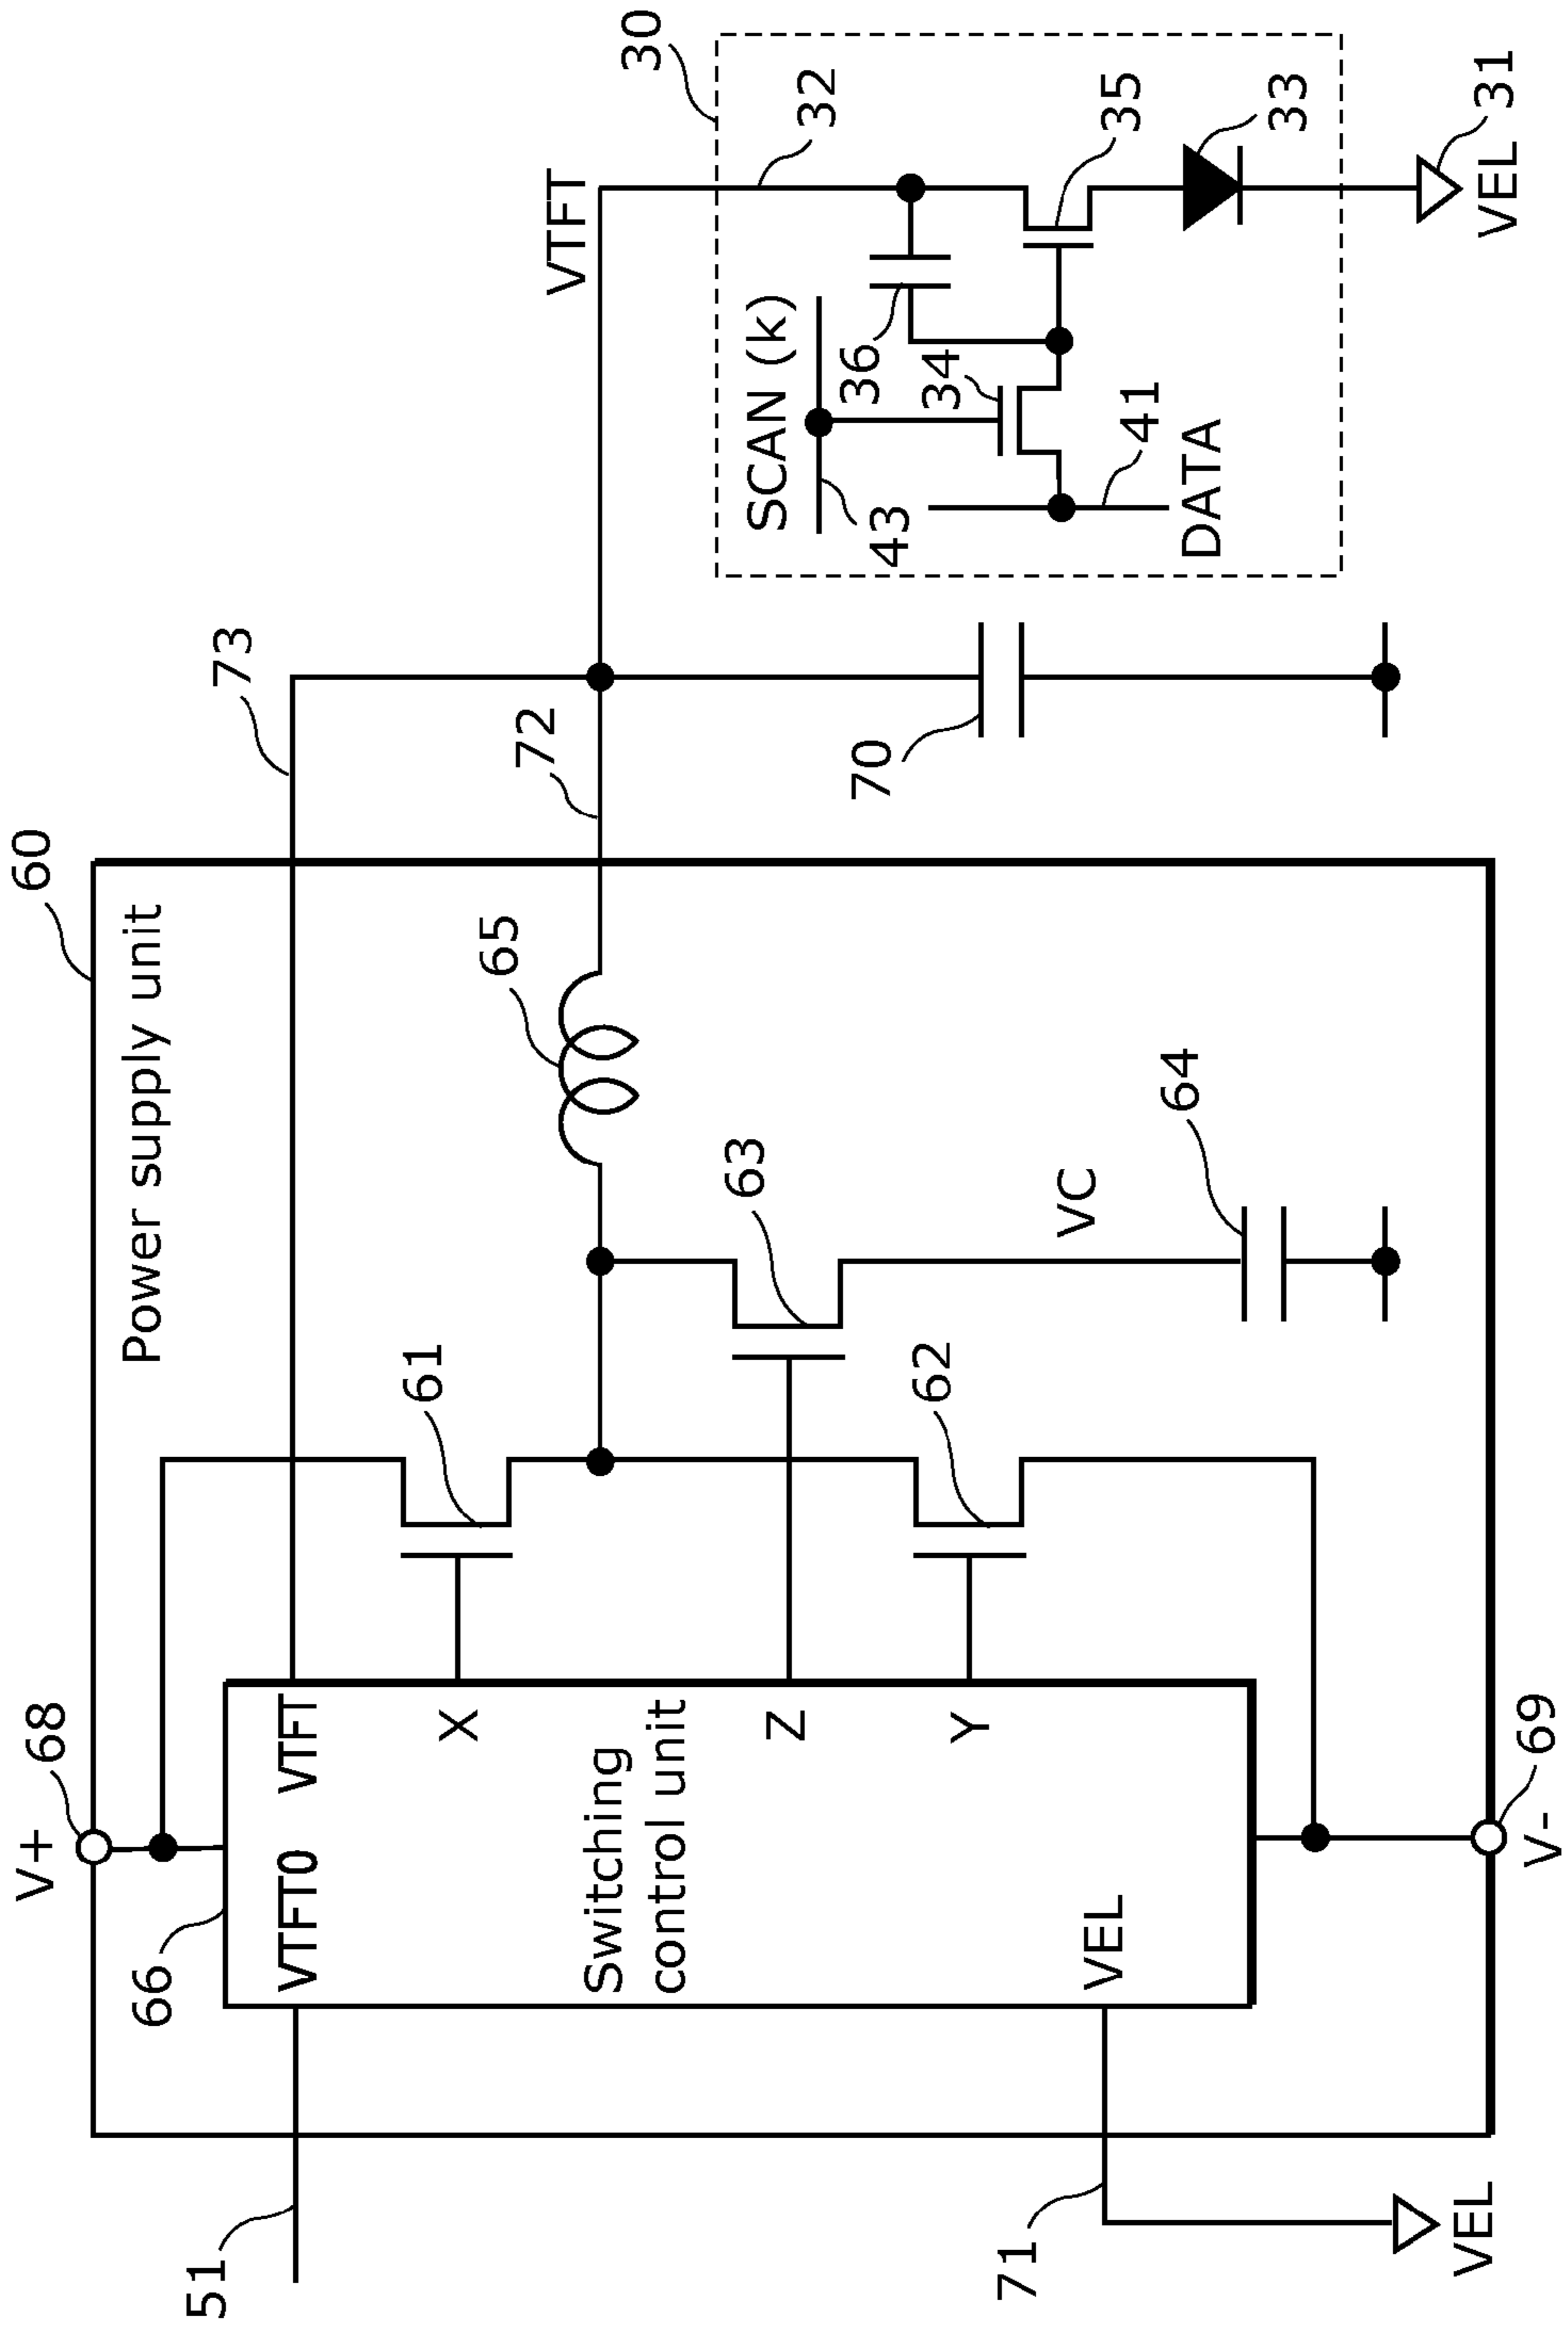 60
Power supply unit
V+
68
66
VTFT0
VTFT
X
Switching
control unit
Z
Y
VEL
51
71
VEL
V-
69
61
62
63
VC
64
65
72
73
70
VTFT
30
32
SCAN (k)
43
36
34
35
41
DATA
33
31
VEL